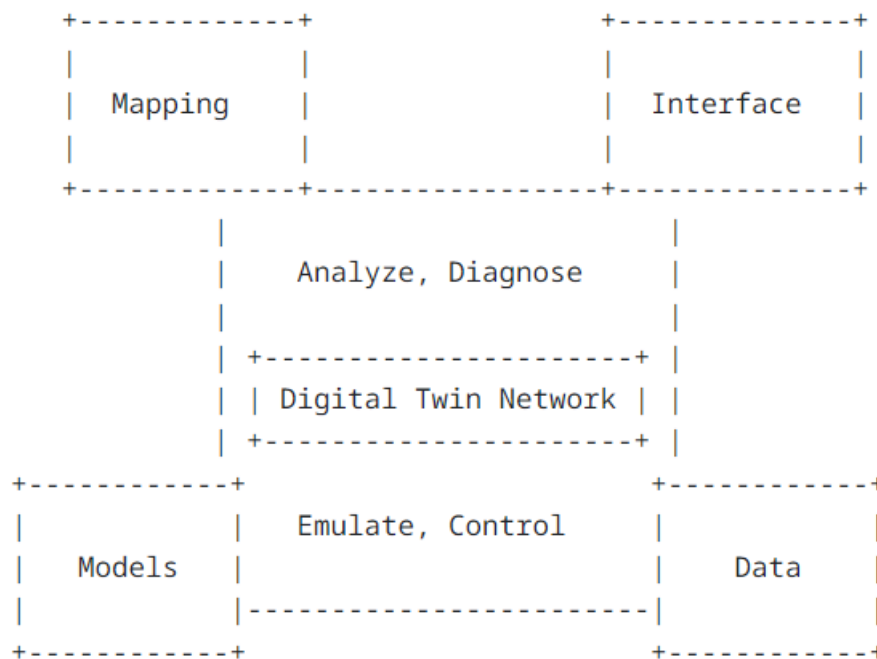 Mapping Interface
Analyze, Diagnose
Digital Twin Network
Emulate, Control
Models Data